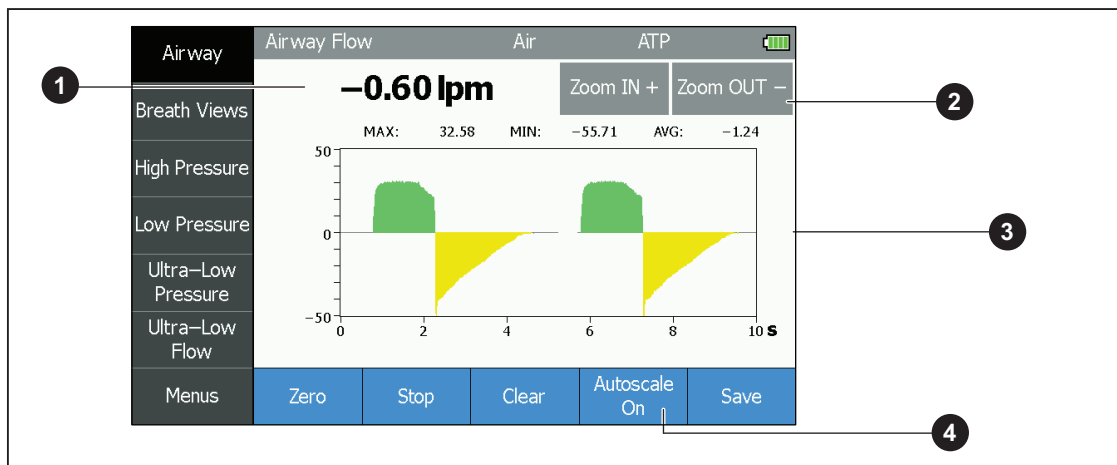 Airway
Airway Flow Air ATP
1
−0.60 lpm
Zoom IN + Zoom OUT −
2
Breath Views
MAX: 32.58 MIN: −55.71 AVG: −1.24
High Pressure
50
Low Pressure
0
3
Ultra−Low
Pressure
−50
0 2 4 6 8 10 S
Ultra−Low
Flow
Menus
Zero
Stop
Clear
Autoscale
On
Save
4